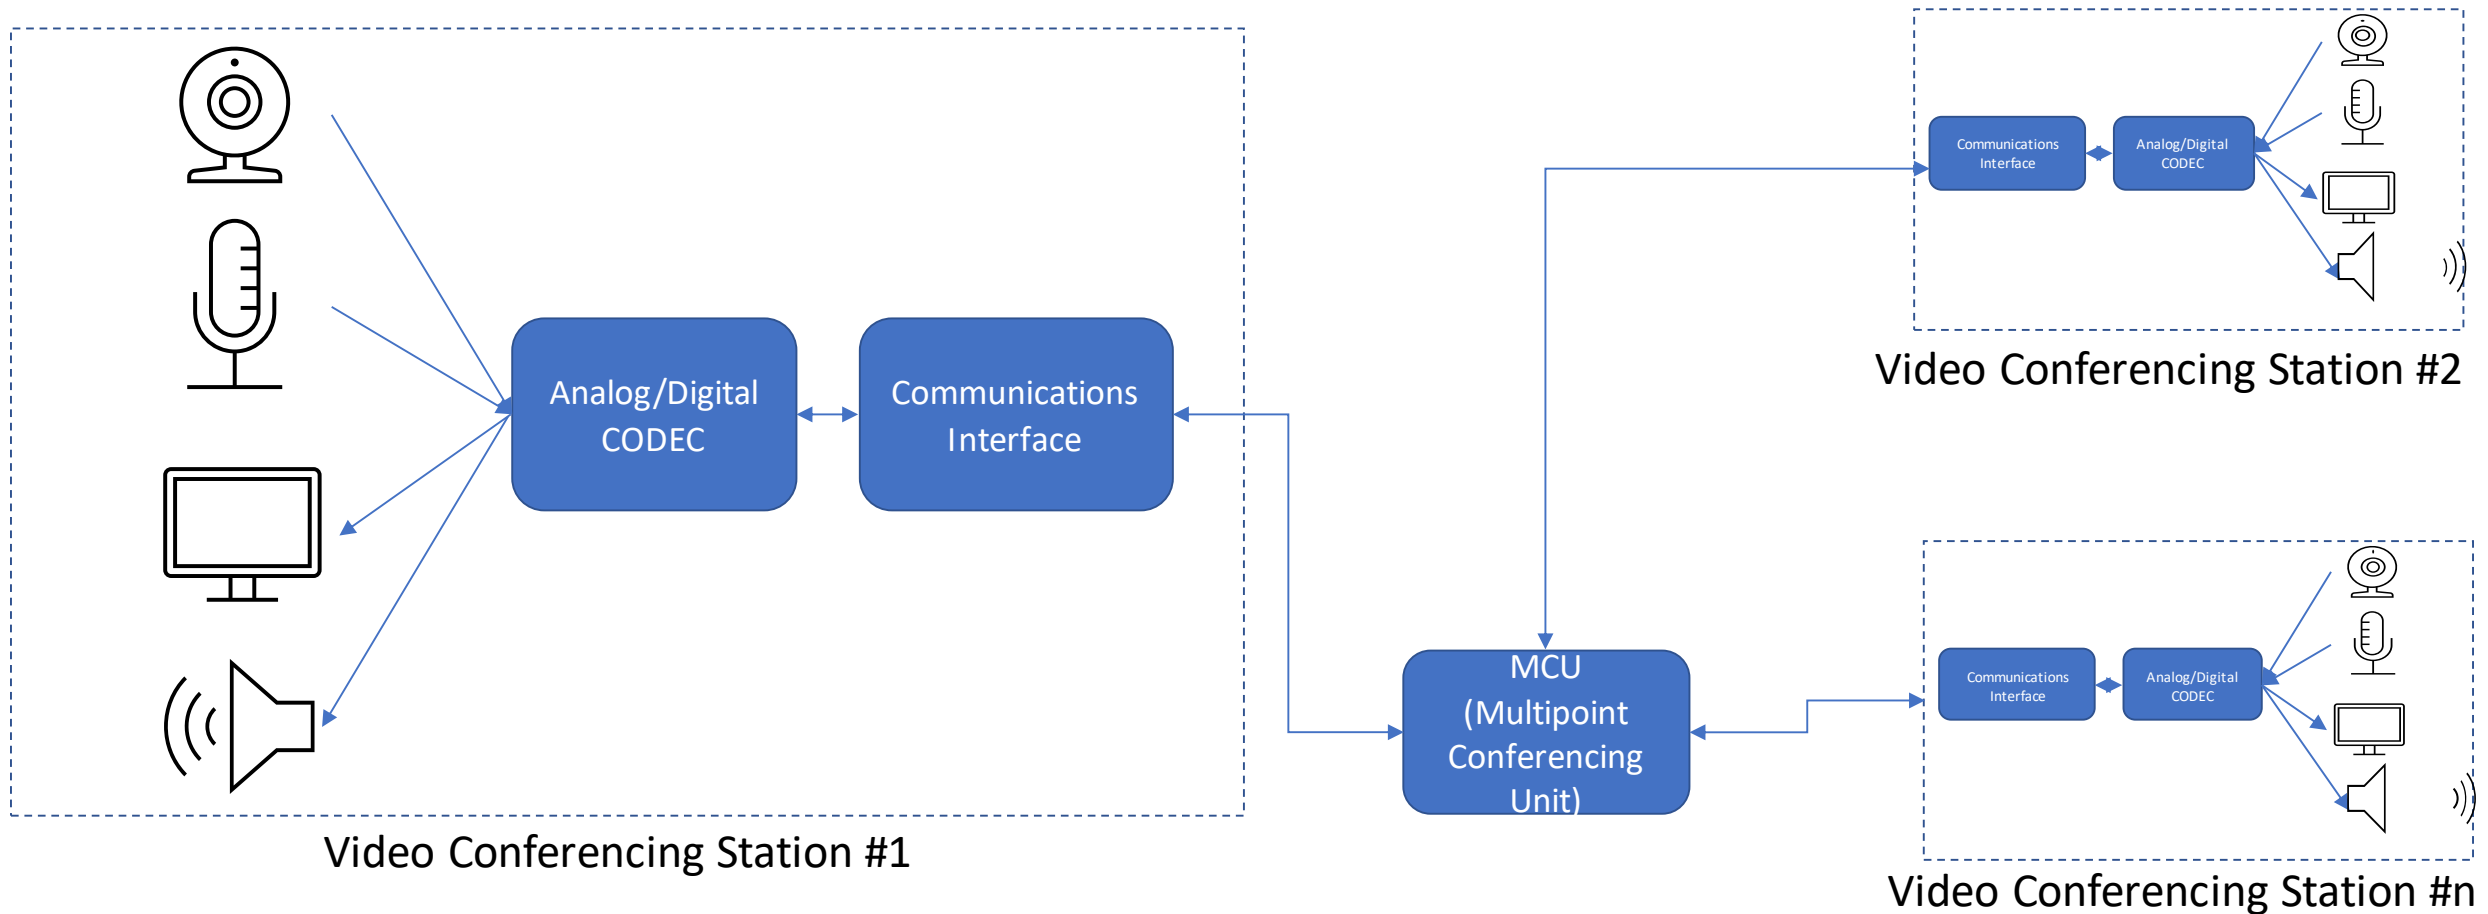 Analog/Digital
CODEC
Communications
Interface
Video Conferencing Station #1
MCU
(Multipoint
Conferencing
Unit)
Communications
Interface
Analog/Digital
CODEC
Video Conferencing Station #2
Communications
Interface
Analog/Digital
CODEC
Video Conferencing Station #n